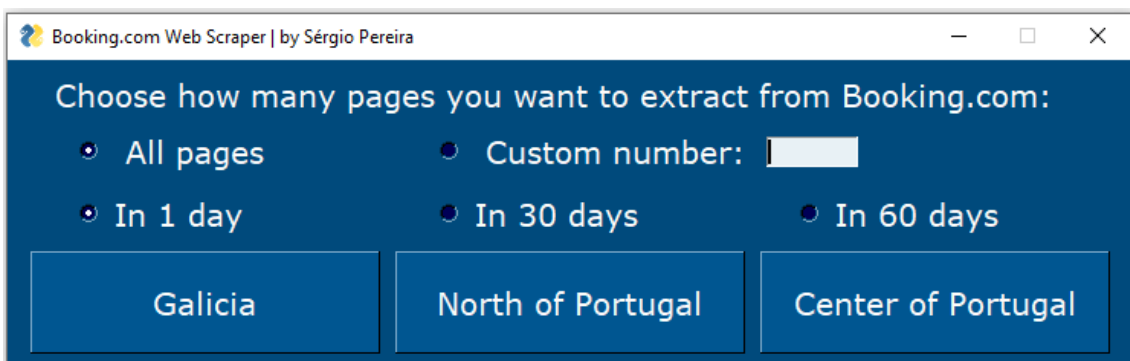 Booking.com Web Scraper | by Sérgio Pereira
Choose how many pages you want to extract from Booking.com:
All pages Custom number:
In 1 day In 30 days In 60 days
Galicia North of Portugal Center of Portugal